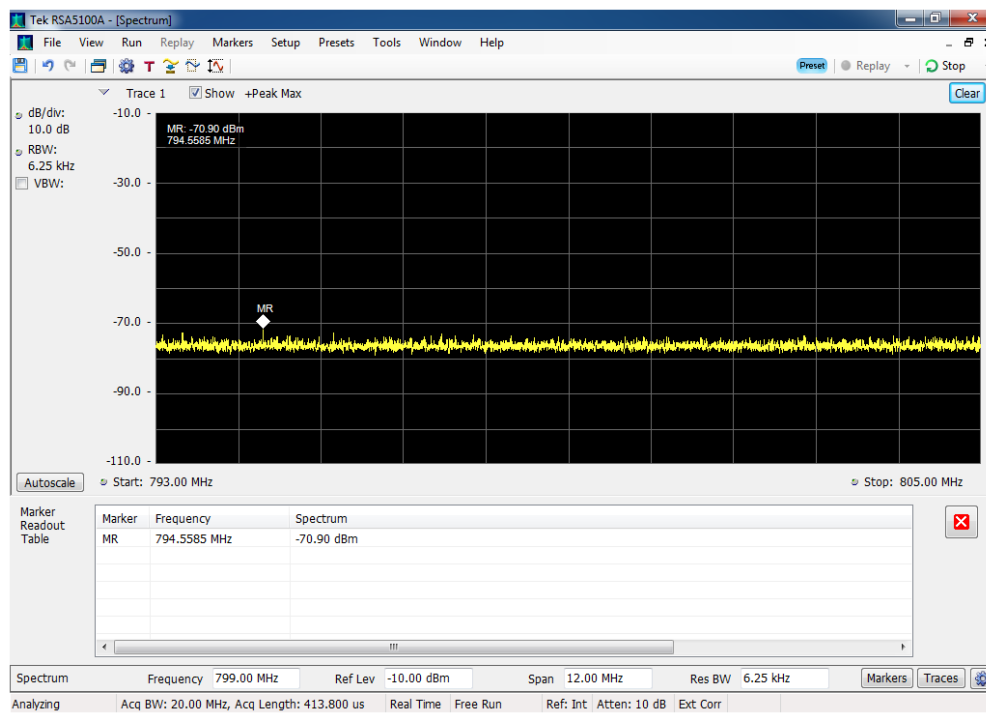 Tek RSA5100A - [Spectrum]
File View Run Replay Markers Setup Presets Tools Window Help
T Preset Replay Stop
Trace 1 Show +Peak Max Clear
dB/div:
10.0 dB
RBW:
6.25 kHz
VBW:
-10.0 -
MR: -70.90 dBm
794.5585 MHz
-30.0 -
-50.0 -
MR
-70.0 -
-90.0 -
-110.0 -
Autoscale Start: 793.00 MHz Stop: 805.00 MHz
Marker
Readout
Table
Marker Frequency Spectrum
MR 794.5585 MHz -70.90 dBm
Spectrum Frequency 799.00 MHz Ref Lev -10.00 dBm Span 12.00 MHz Res BW 6.25 kHz Markers Traces
Analyzing Acq BW: 20.00 MHz, Acq Length: 413.800 us Real Time Free Run Ref: Int Atten: 10 dB Ext Corr